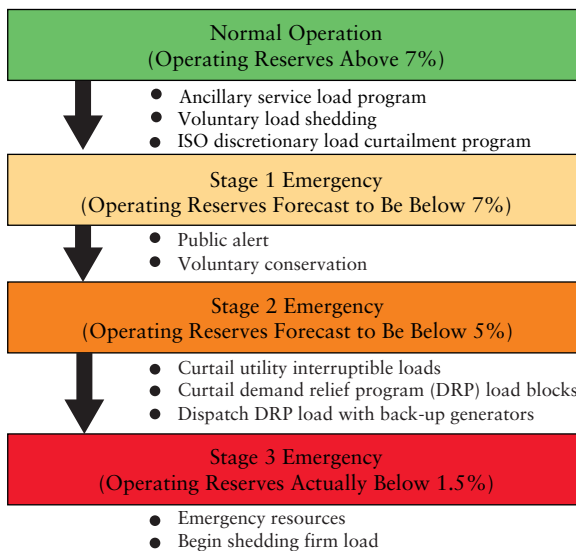 Normal Operation
(Operating Reserves Above 7%)
● Ancillary service load program
● Voluntary load shedding
● ISO discretionary load curtailment program
Stage 1 Emergency
(Operating Reserves Forecast to Be Below 7%)
● Public alert
● Voluntary conservation
Stage 2 Emergency
(Operating Reserves Forecast to Be Below 5%)
● Curtail utility interruptible loads
● Curtail demand relief program (DRP) load blocks
● Dispatch DRP load with back-up generators
Stage 3 Emergency
(Operating Reserves Actually Below 1.5%)
● Emergency resources
● Begin shedding firm load